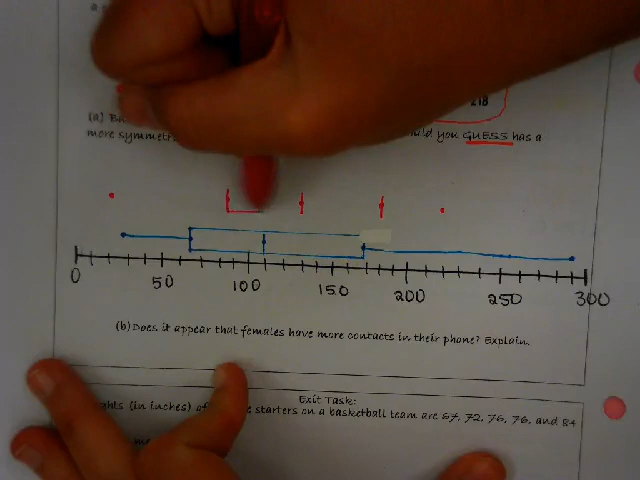 218
(a)
more symmetr uld you GUESS has a
0 50 100 150 200 250 300
(b) Does it appear that females have more contacts in their phone? Explain.
Exit Task:
ghts (in inches) of starters on a basketball team are 67, 72, 76, 76, and 84
me